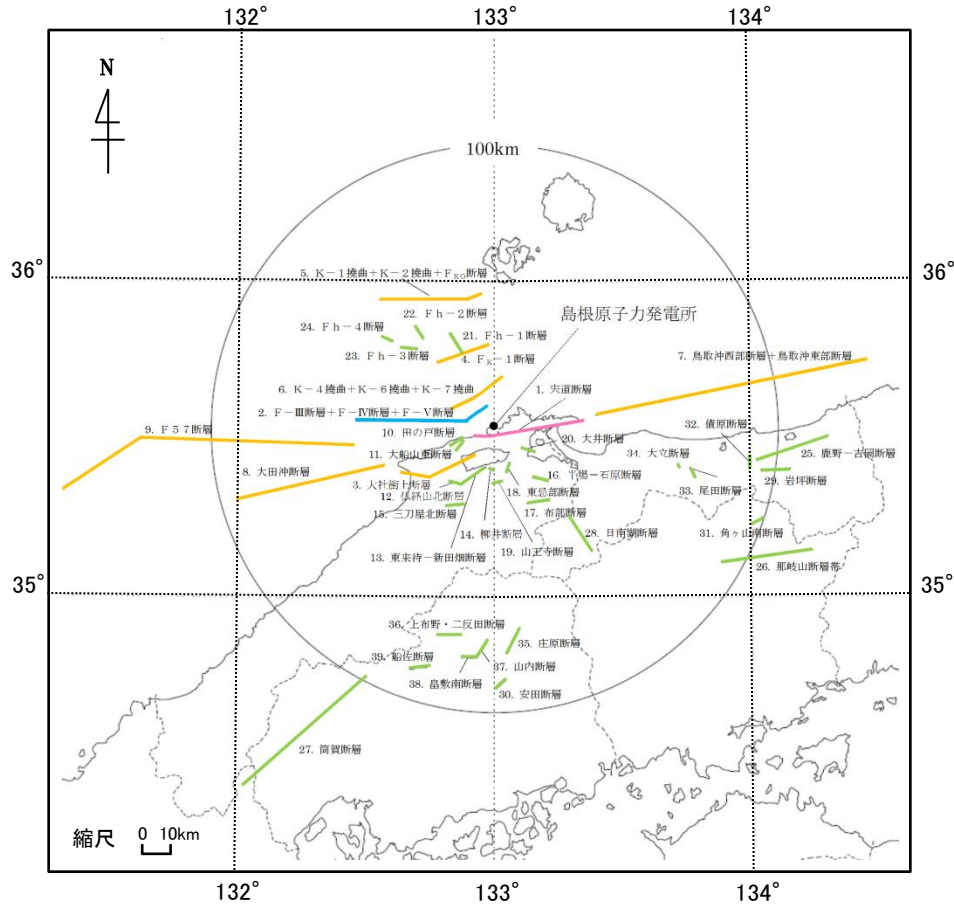 132°
133°
134°
N
100km
36°
36°
5. K－1撓曲＋K－2撓曲＋FKO断層
22. Fh－2断層
24. Fh－4断層
21. Fh－1断層
島根原子力発電所
23. Fh－3断層
4. FK－1断層
7. 鳥取沖西部断層＋鳥取沖東部断層
6. K－4撓曲＋K－6撓曲＋K－7撓曲
1. 宍道断層
2. F－Ⅲ断層＋F－Ⅳ断層＋F－Ⅴ断層
9. F57断層
10. 田の戸断層
20. 大井断層
32. 債原断層
11. 大船山東断層
34. 大立断層
25. 鹿野－吉岡断層
8. 大田沖断層
3. 大社衝上断層
16. 半場－石原断層
29. 岩坪断層
12. 仏経山北断層
18. 東忌部断層
33. 尾田断層
15. 三刀屋北断層
17. 布部断層
14. 柳井断層
28. 日南湖断層
31. 角ヶ山南断層
13. 東来待－新田畑断層
19. 山王寺断層
26. 那岐山断層帯
35°
35°
36. 上布野・二反田断層
35. 庄原断層
39. 船佐断層
37. 山内断層
38. 畠敷南断層
30. 安田断層
27. 筒賀断層
縮尺 0 10km
132°
133°
134°